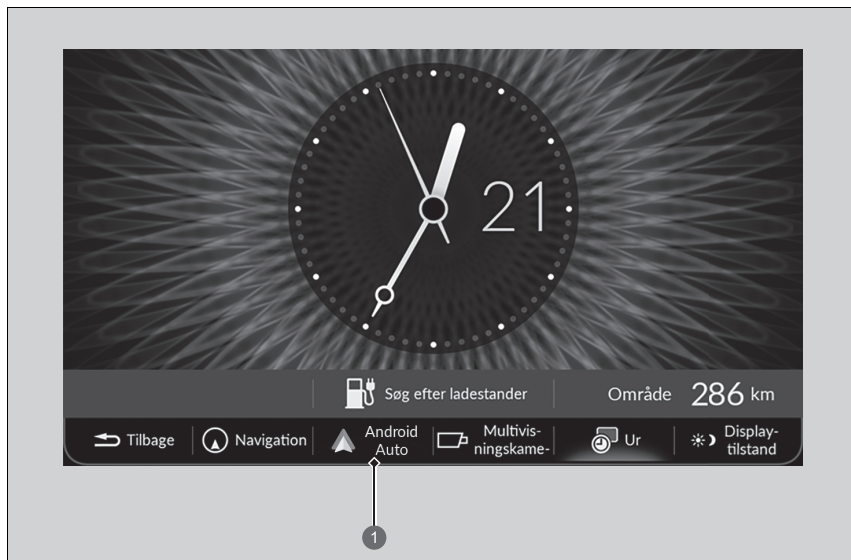 21
Søg efter ladestander
Område 286 km
Tilbage
Navigation
Android
Auto
Multivis-
ningskame-
Ur
Display-
tilstand
1